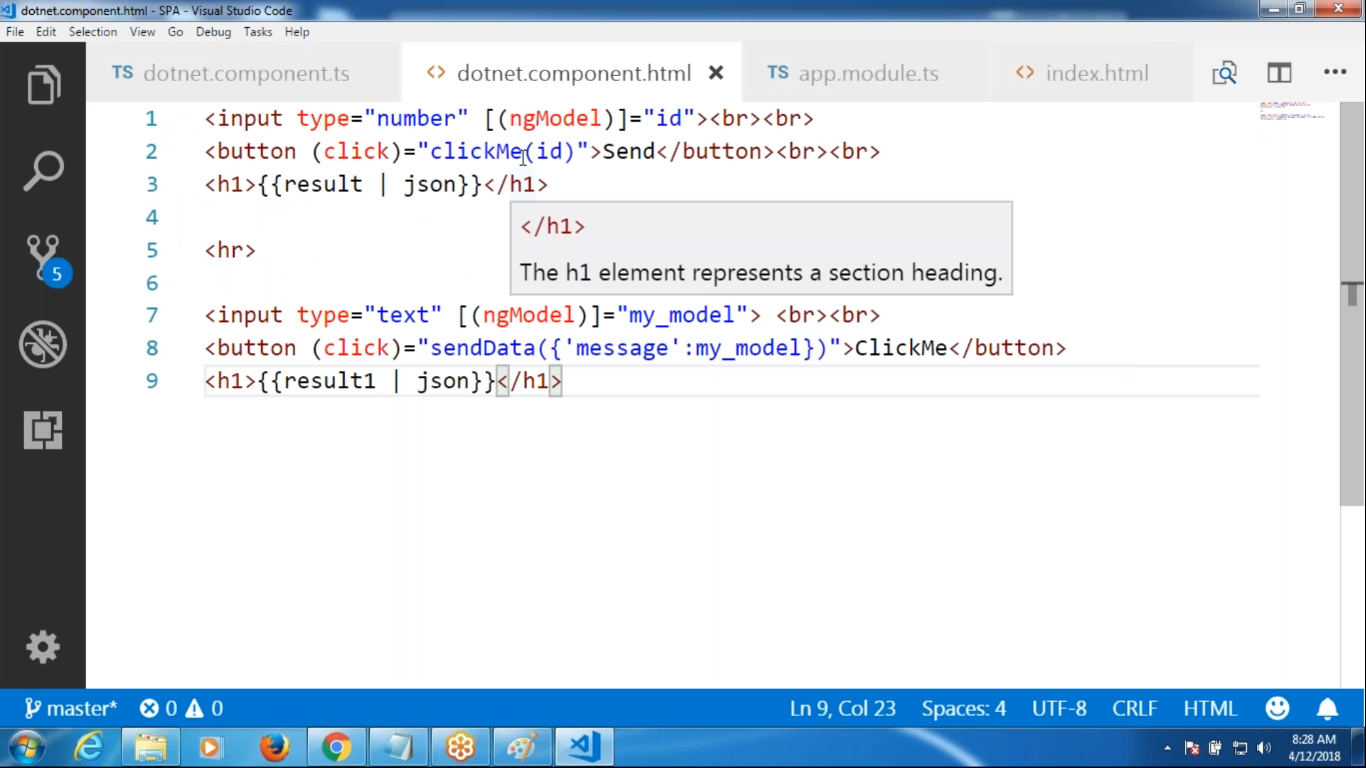 dotnet.component.html - SPA - Visual Studio Code
File Edit Selection View Go Debug Tasks Help
TS dotnet.component.ts <> dotnet.component.html TS app.module.ts <> index.html
1 <input type="number" [(ngModel)]="id"><br><br>
2 <button (click)="clickMe(id)">Send</button><br><br>
3 <h1>{{result | json}}</h1>
4
</h1>
5 <hr>
The h1 element represents a section heading.
5
6
7 <input type="text" [(ngModel)]="my_model"> <br><br>
8 <button (click)="sendData({'message':my_model})">ClickMe</button>
9 <h1>{{result1 | json}}</h1>
master* 0 0 Ln 9, Col 23 Spaces: 4 UTF-8 CRLF HTML
8:28 AM
4/12/2018